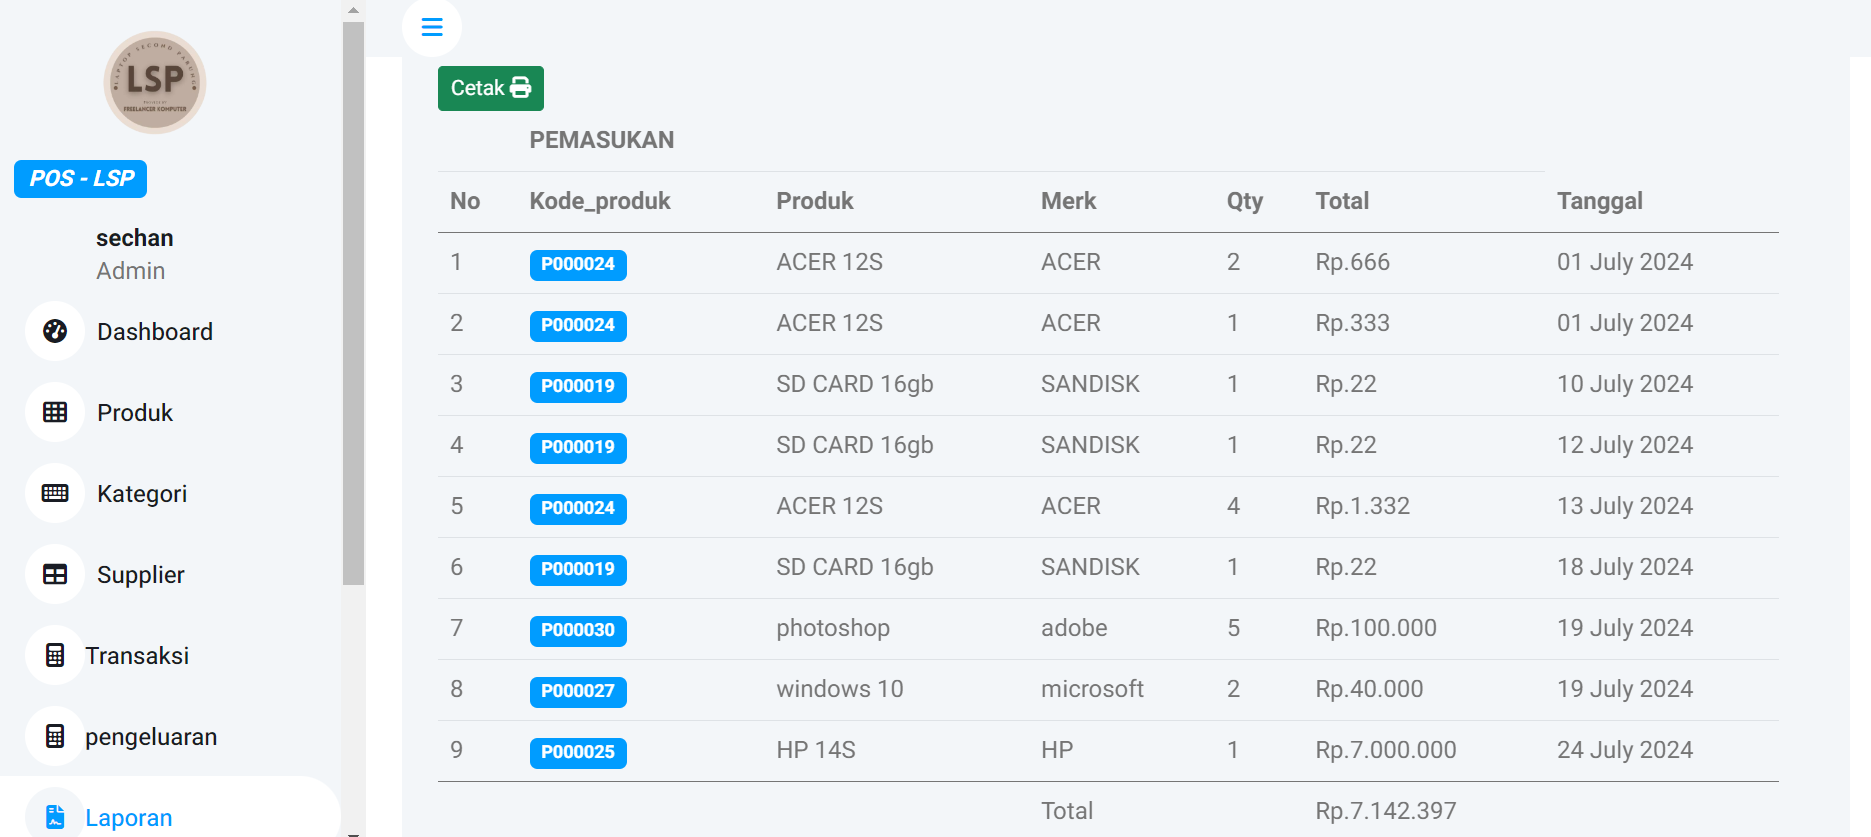 LAPTOP SECOND PARUNG
LSP
FREELANCER KOMPUTER
POS - LSP
sechan
Admin
Dashboard
Produk
Kategori
Supplier
Transaksi
pengeluaran
Laporan
Cetak
PEMASUKAN
No Kode_produk Produk Merk Qty Total Tanggal
1 P000024 ACER 12S ACER 2 Rp.666 01 July 2024
2 P000024 ACER 12S ACER 1 Rp.333 01 July 2024
3 P000019 SD CARD 16gb SANDISK 1 Rp.22 10 July 2024
4 P000019 SD CARD 16gb SANDISK 1 Rp.22 12 July 2024
5 P000024 ACER 12S ACER 4 Rp.1.332 13 July 2024
6 P000019 SD CARD 16gb SANDISK 1 Rp.22 18 July 2024
7 P000030 photoshop adobe 5 Rp.100.000 19 July 2024
8 P000027 windows 10 microsoft 2 Rp.40.000 19 July 2024
9 P000025 HP 14S HP 1 Rp.7.000.000 24 July 2024
Total Rp.7.142.397